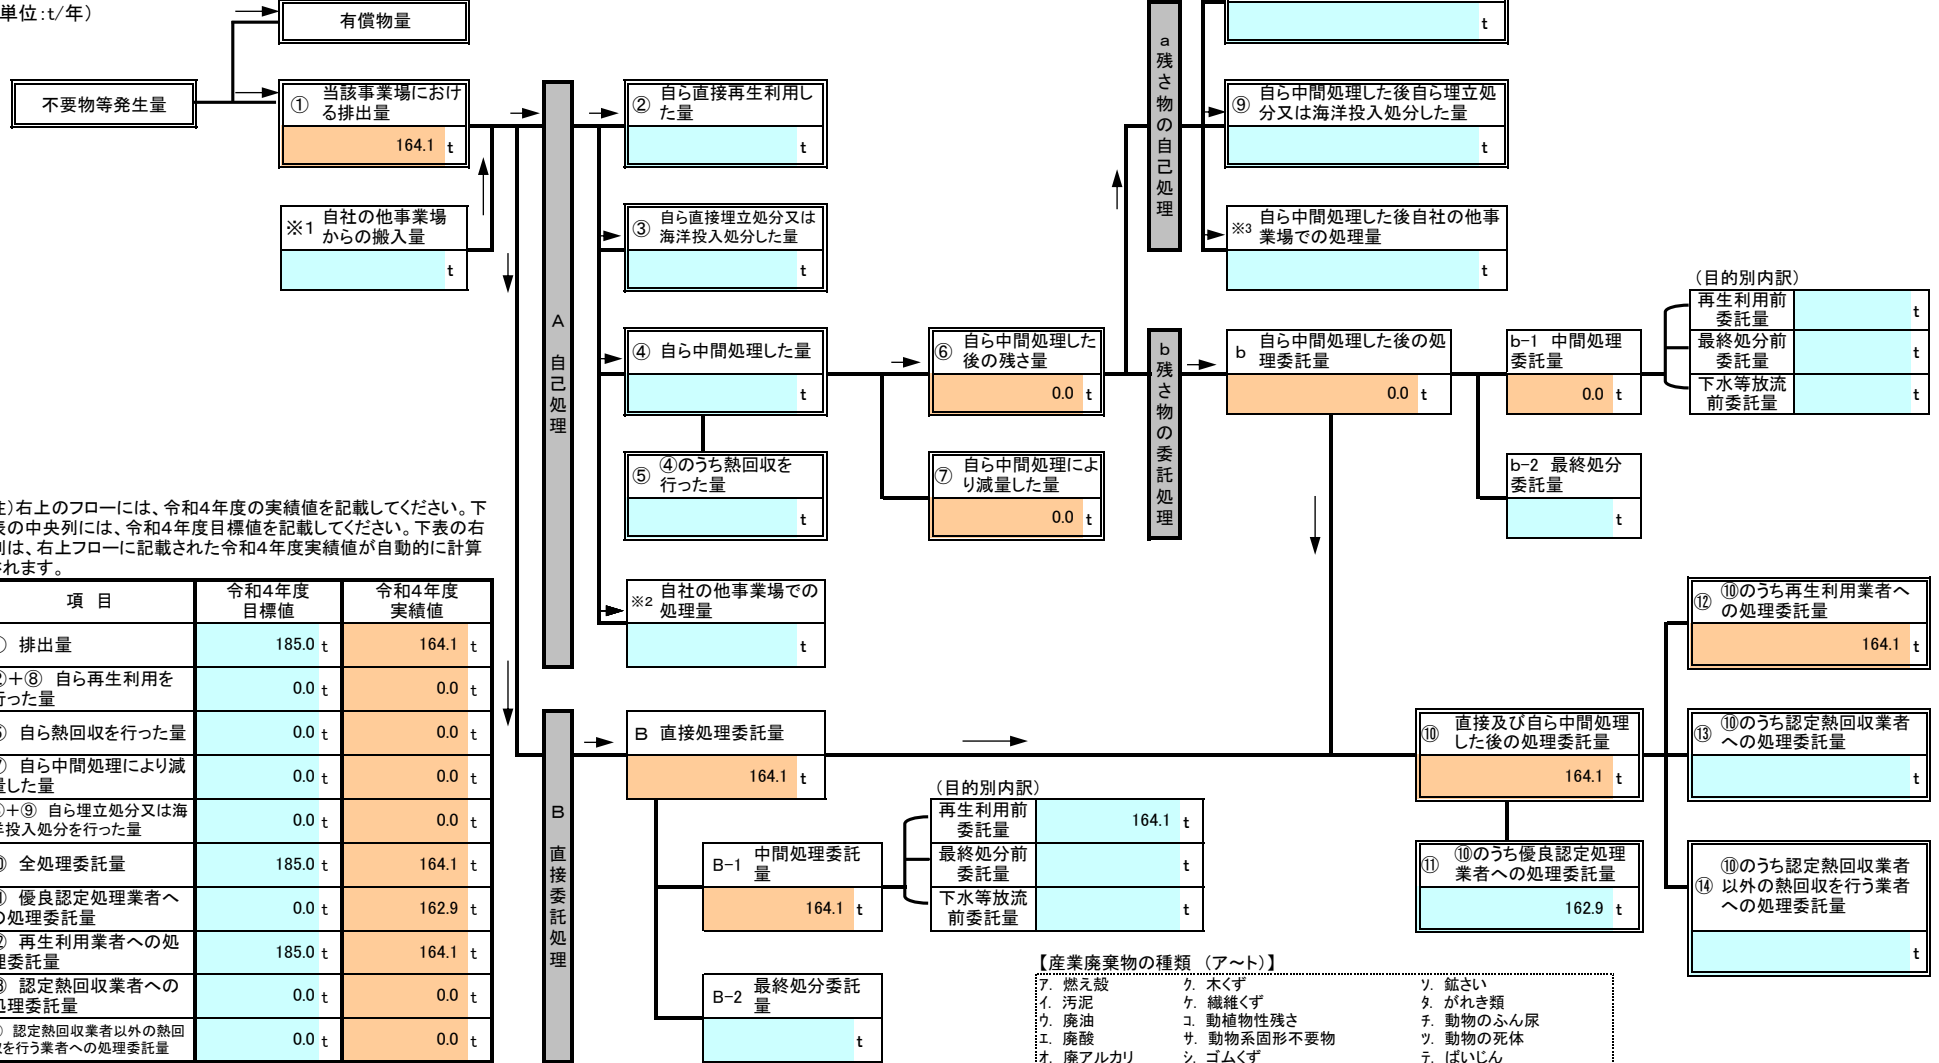 単位:t/年）
有償物量
不要物等発生量
① 当該事業場におけ
る排出量
164.1 t
※1 自社の他事業場
からの搬入量
t
A 自己処理
② 自ら直接再生利用し
た量
t
③ 自ら直接埋立処分又は
海洋投入処分した量
t
④ 自ら中間処理した量
t
⑤ ④のうち熱回収を
行った量
t
※2 自社の他事業場での
処理量
t
⑥ 自ら中間処理した
後の残さ量
0.0 t
⑦ 自ら中間処理によ
り減量した量
0.0 t
a 残さ物の自己処理
t
⑨ 自ら中間処理した後自ら埋立処
分又は海洋投入処分した量
t
※3 自ら中間処理した後自社の他事
業場での処理量
t
b 残さ物の委託処理
b 自ら中間処理した後の処
理委託量
0.0 t
b-1 中間処理
委託量
0.0 t
b-2 最終処分
委託量
t
（目的別内訳）
再生利用前
委託量
t
最終処分前
委託量
t
下水等放流
前委託量
t
注)右上のフローには、令和4年度の実績値を記載してください。下
表の中央列には、令和4年度目標値を記載してください。下表の右
列は、右上フローに記載された令和4年度実績値が自動的に計算
されます。
項 目
令和4年度
目標値
令和4年度
実績値
排出量 185.0 t 164.1 t
②+⑧ 自ら再生利用を
行った量
0.0 t 0.0 t
自ら熱回収を行った量 0.0 t 0.0 t
⑦ 自ら中間処理により減
量した量
0.0 t 0.0 t
+⑨ 自ら埋立処分又は海
洋投入処分を行った量
0.0 t 0.0 t
全処理委託量 185.0 t 164.1 t
優良認定処理業者へ
の処理委託量
0.0 t 162.9 t
再生利用業者への処
理委託量
185.0 t 164.1 t
認定熱回収業者への
処理委託量
0.0 t 0.0 t
認定熱回収業者以外の熱回
収を行う業者への処理委託量
0.0 t 0.0 t
B 直接委託処理
B 直接処理委託量
164.1 t
B-1 中間処理委託
量
164.1 t
B-2 最終処分委託
量
t
（目的別内訳）
再生利用前
委託量
164.1 t
最終処分前
委託量
t
下水等放流
前委託量
t
⑩ 直接及び自ら中間処理
した後の処理委託量
164.1 t
⑪ ⑩のうち優良認定処理
業者への処理委託量
162.9 t
⑫ ⑩のうち再生利用業者へ
の処理委託量
164.1 t
⑬ ⑩のうち認定熱回収業者
への処理委託量
t
⑭ ⑩のうち認定熱回収業者
以外の熱回収を行う業者
への処理委託量
t
【産業廃棄物の種類 （ア～ト）】
ア. 燃え殻 ク. 木くず ソ. 鉱さい
イ. 汚泥 ケ. 繊維くず タ. がれき類
ウ. 廃油 コ. 動植物性残さ チ. 動物のふん尿
エ. 廃酸 サ. 動物系固形不要物 ツ. 動物の死体
オ. 廃アルカリ シ. ゴムくず テ. ばいじん